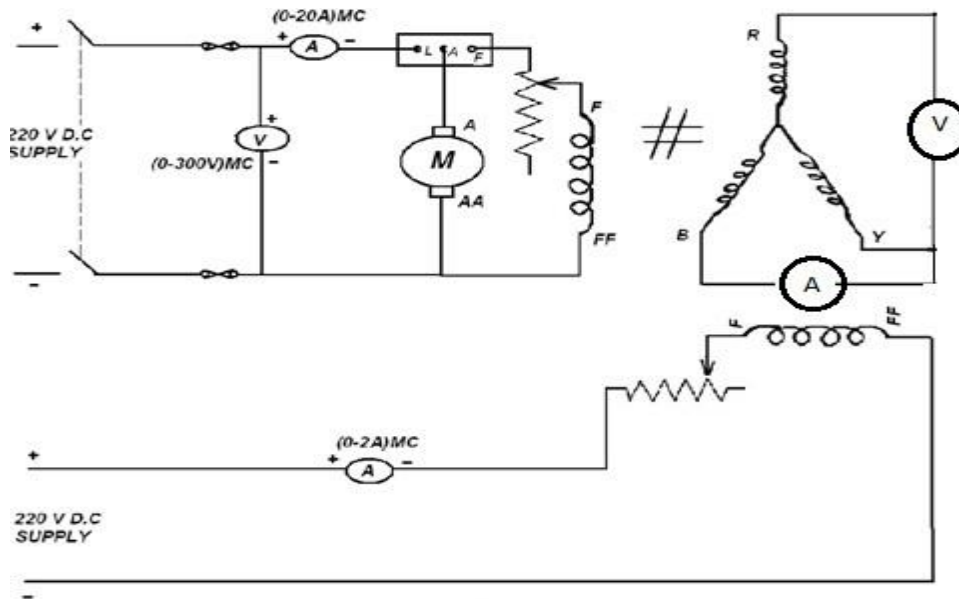 (0-20A)MC
+
+
A
-
L
A
F
R
220 V D.C
SUPPLY
+
V
-
(0-300V)MC
A
M
AA
F
FF
V
B
Y
A
-
F
FF
(0-2A)MC
+
+
A
-
220 V D.C
SUPPLY
-